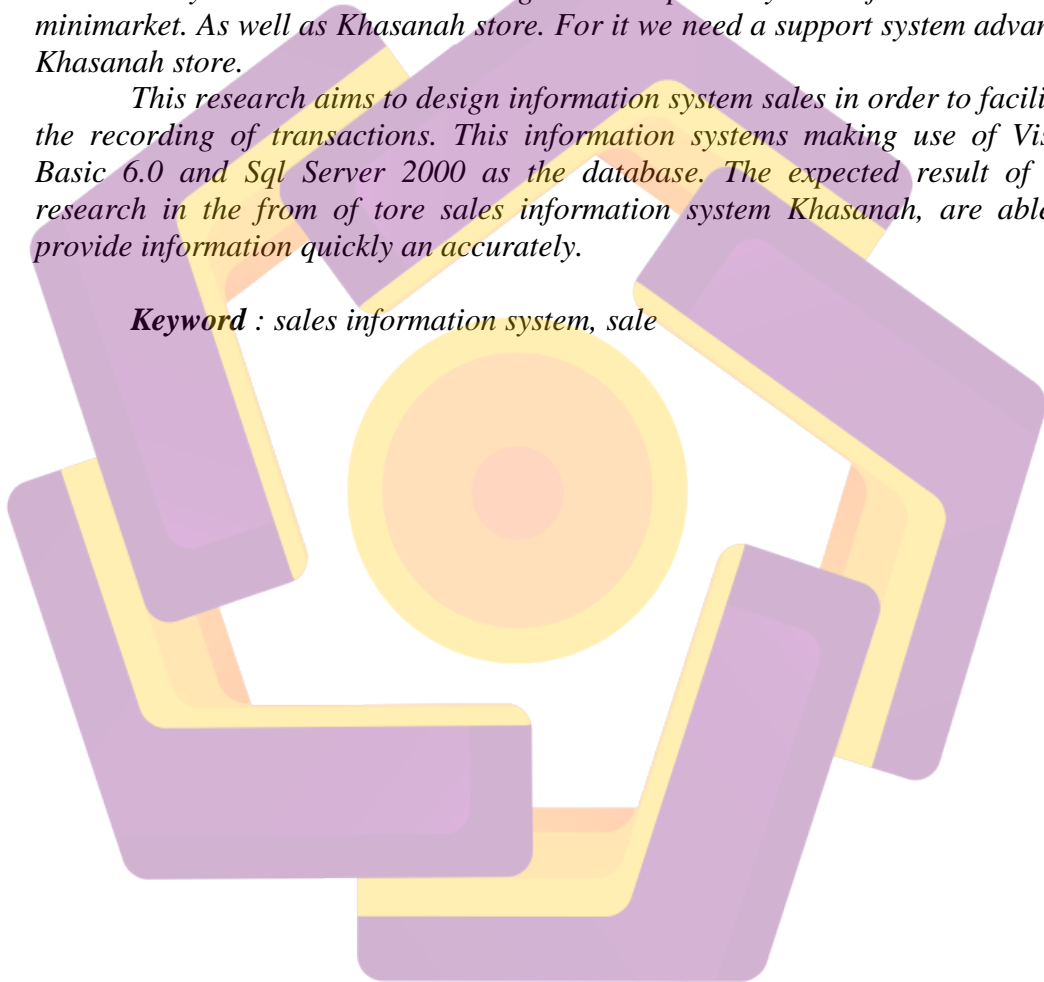 minimarket. As well as Khasanah store. For it we need a support system advan
Khasanah store.
This research aims to design information system sales in order to facili
the recording of transactions. This information systems making use of Vis
Basic 6.0 and Sql Server 2000 as the database. The expected result of
research in the from of tore sales information system Khasanah, are able
provide information quickly an accurately.
Keyword : sales information system, sale